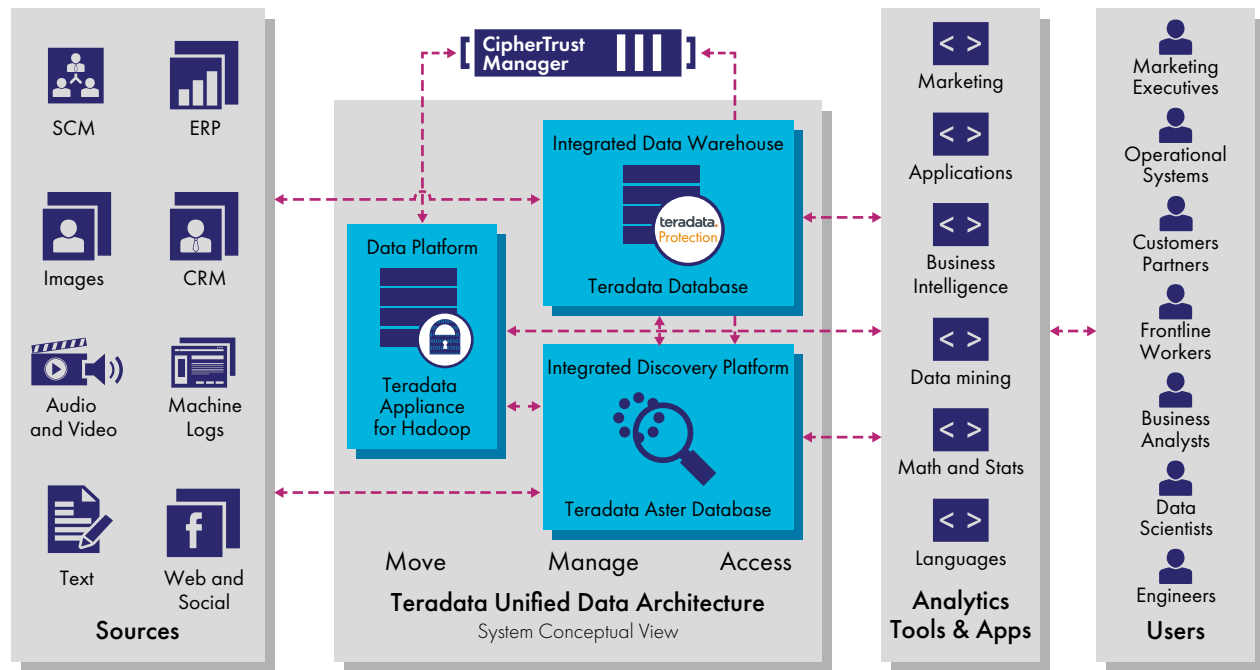 CipherTrust
Manager
SCM
ERP
Images
CRM
Audio
and Video
Machine
Logs
Text
Web and
Social
Sources
Integrated Data Warehouse
teradata.
Protection
Teradata Database
Data Platform
Teradata
Appliance
for Hadoop
Integrated Discovery Platform
Teradata Aster Database
Move
Manage
Access
Teradata Unified Data Architecture
System Conceptual View
< >
Marketing
< >
Applications
< >
Business
Intelligence
< >
Data mining
< >
Math and Stats
< >
Languages
Analytics
Tools & Apps
Marketing
Executives
Operational
Systems
Customers
Partners
Frontline
Workers
Business
Analysts
Data
Scientists
Engineers
Users